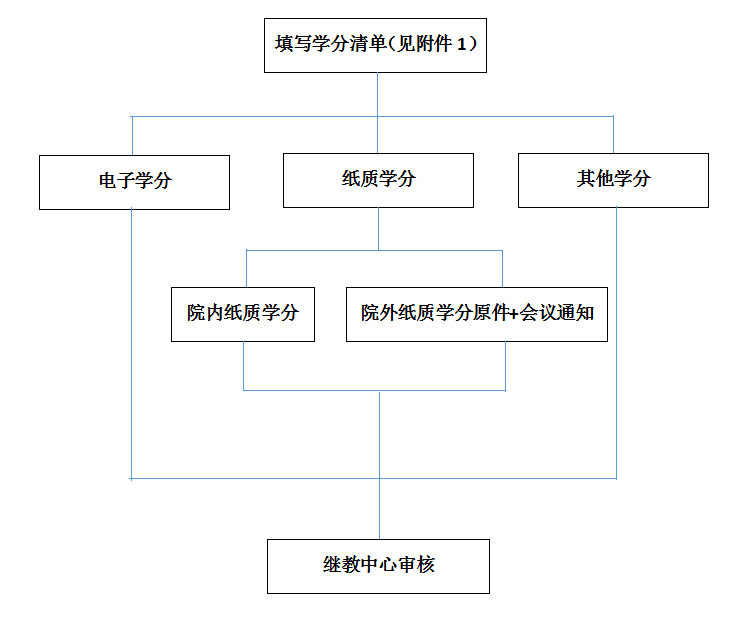 填写学分清单（见附件1）
电子学分
纸质学分
其他学分
院内纸质学分
院外纸质学分原件+会议通知
继教中心审核